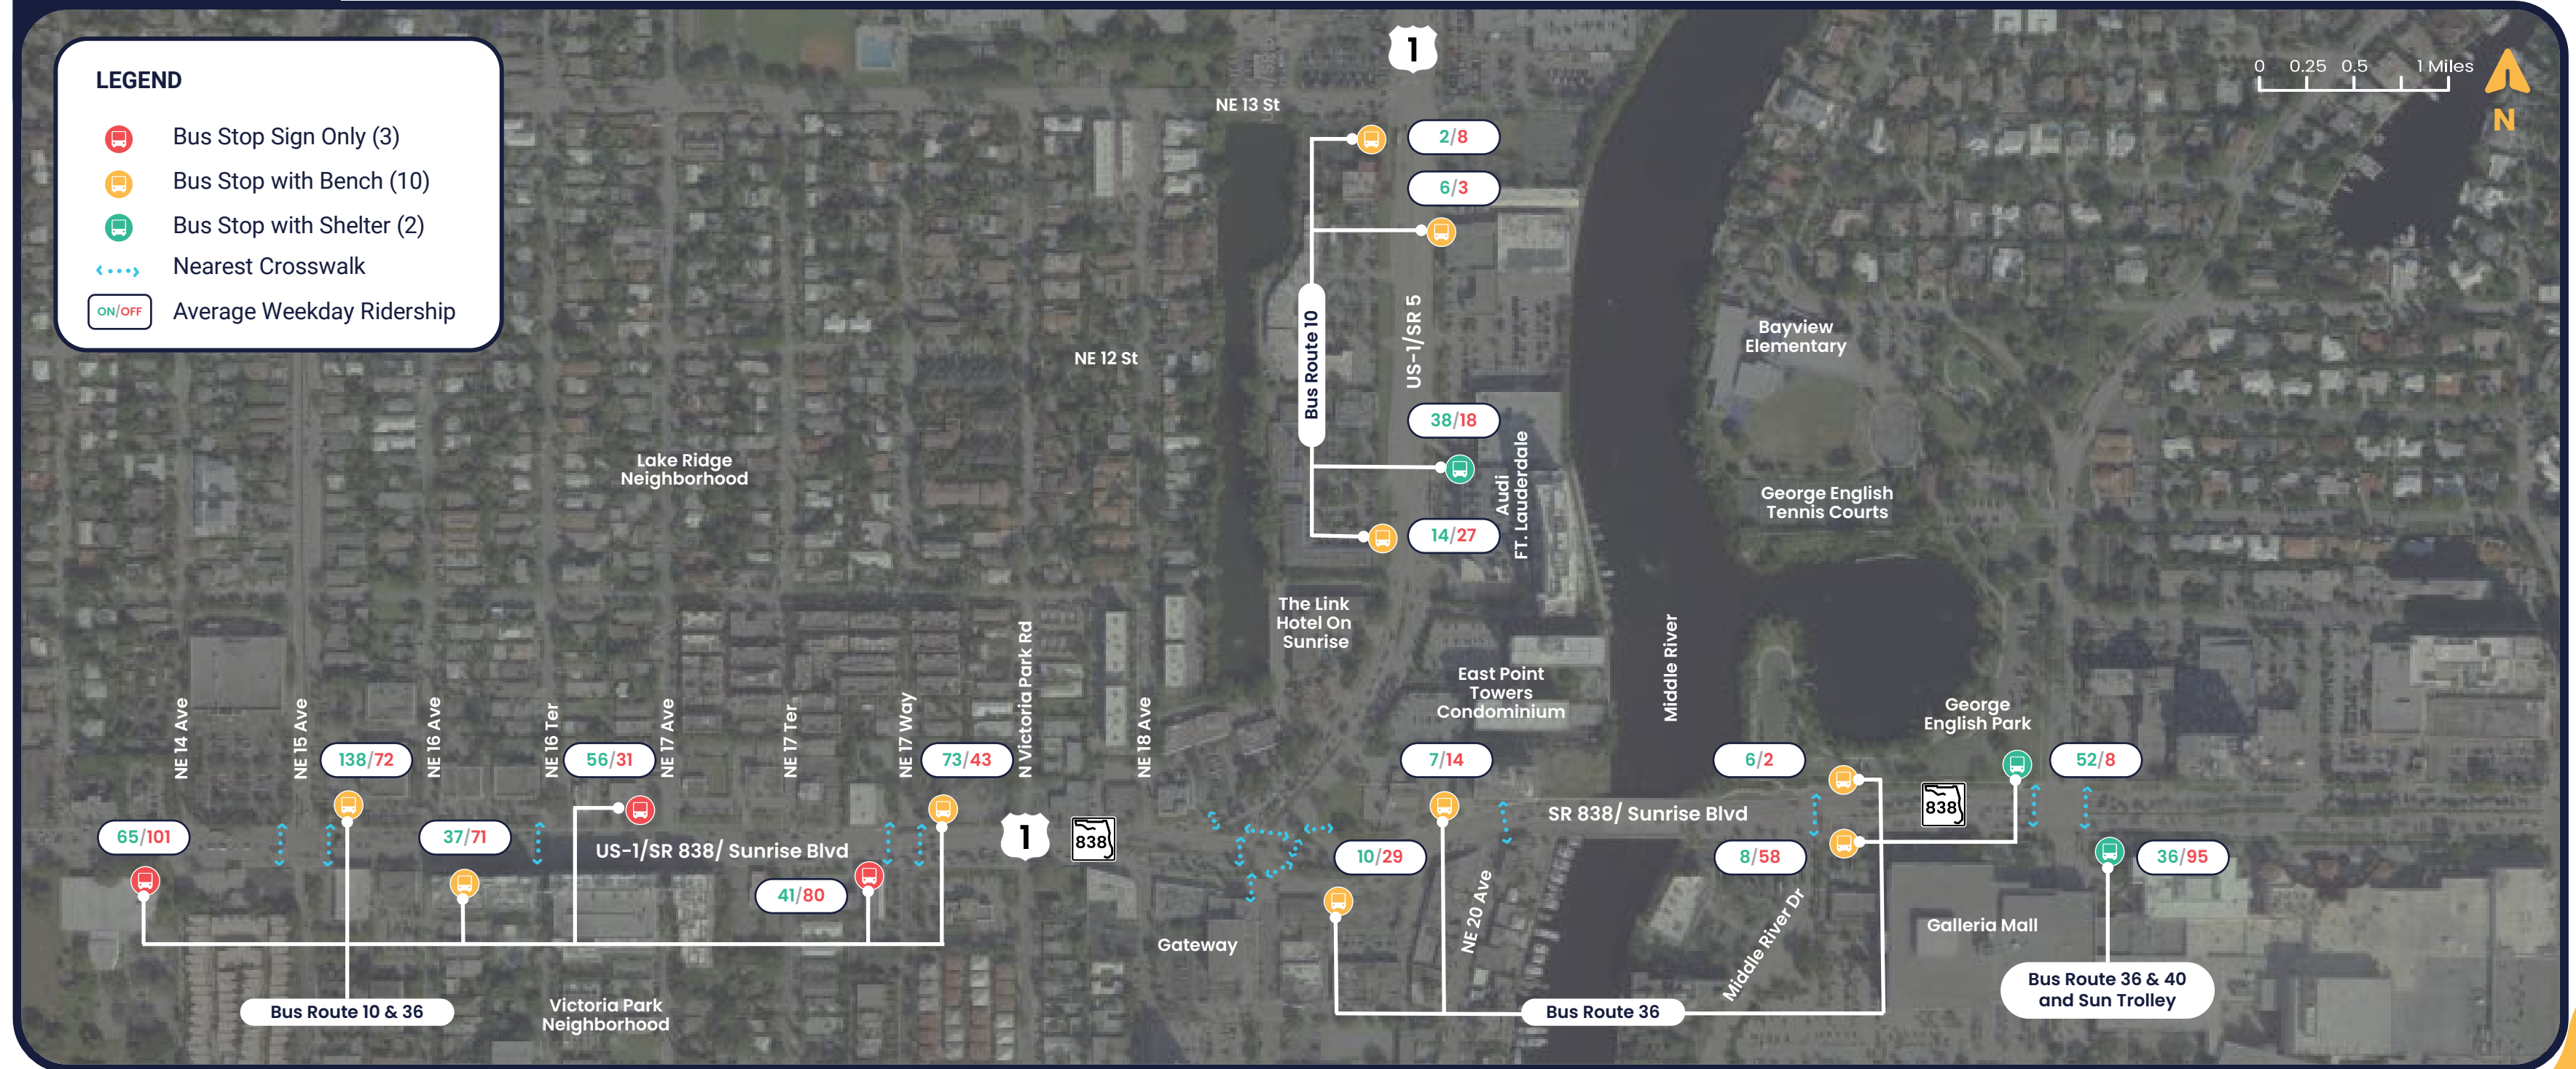 LEGEND
Bus Stop Sign Only (3)
Bus Stop with Bench (10)
Bus Stop with Shelter (2)
Nearest Crosswalk
ON/OFF Average Weekday Ridership
1
0 0.25 0.5 1 Miles
N
NE 13 St
2/8
6/3
Bus Route 10
US-1/SR 5
NE 12 St
38/18
14/27
Audi
FT. Lauderdale
Bayview
Elementary
George English
Tennis Courts
Lake Ridge
Neighborhood
The Link
Hotel On
Sunrise
East Point
Towers
Condominium
Middle River
George
English Park
NE 14 Ave
NE 15 Ave
138/72
NE 16 Ave
NE 16 Ter
56/31
NE 17 Ave
NE 17 Ter
NE 17 Way
73/43
N Victoria Park Rd
NE 18 Ave
7/14
6/2
52/8
65/101
37/71
US-1/SR 838/ Sunrise Blvd
41/80
1
838
SR 838/ Sunrise Blvd
838
10/29
8/58
36/95
NE 20 Ave
Middle River Dr
Gateway
Galleria Mall
Bus Route 10 & 36
Victoria Park
Neighborhood
Bus Route 36
Bus Route 36 & 40
and Sun Trolley